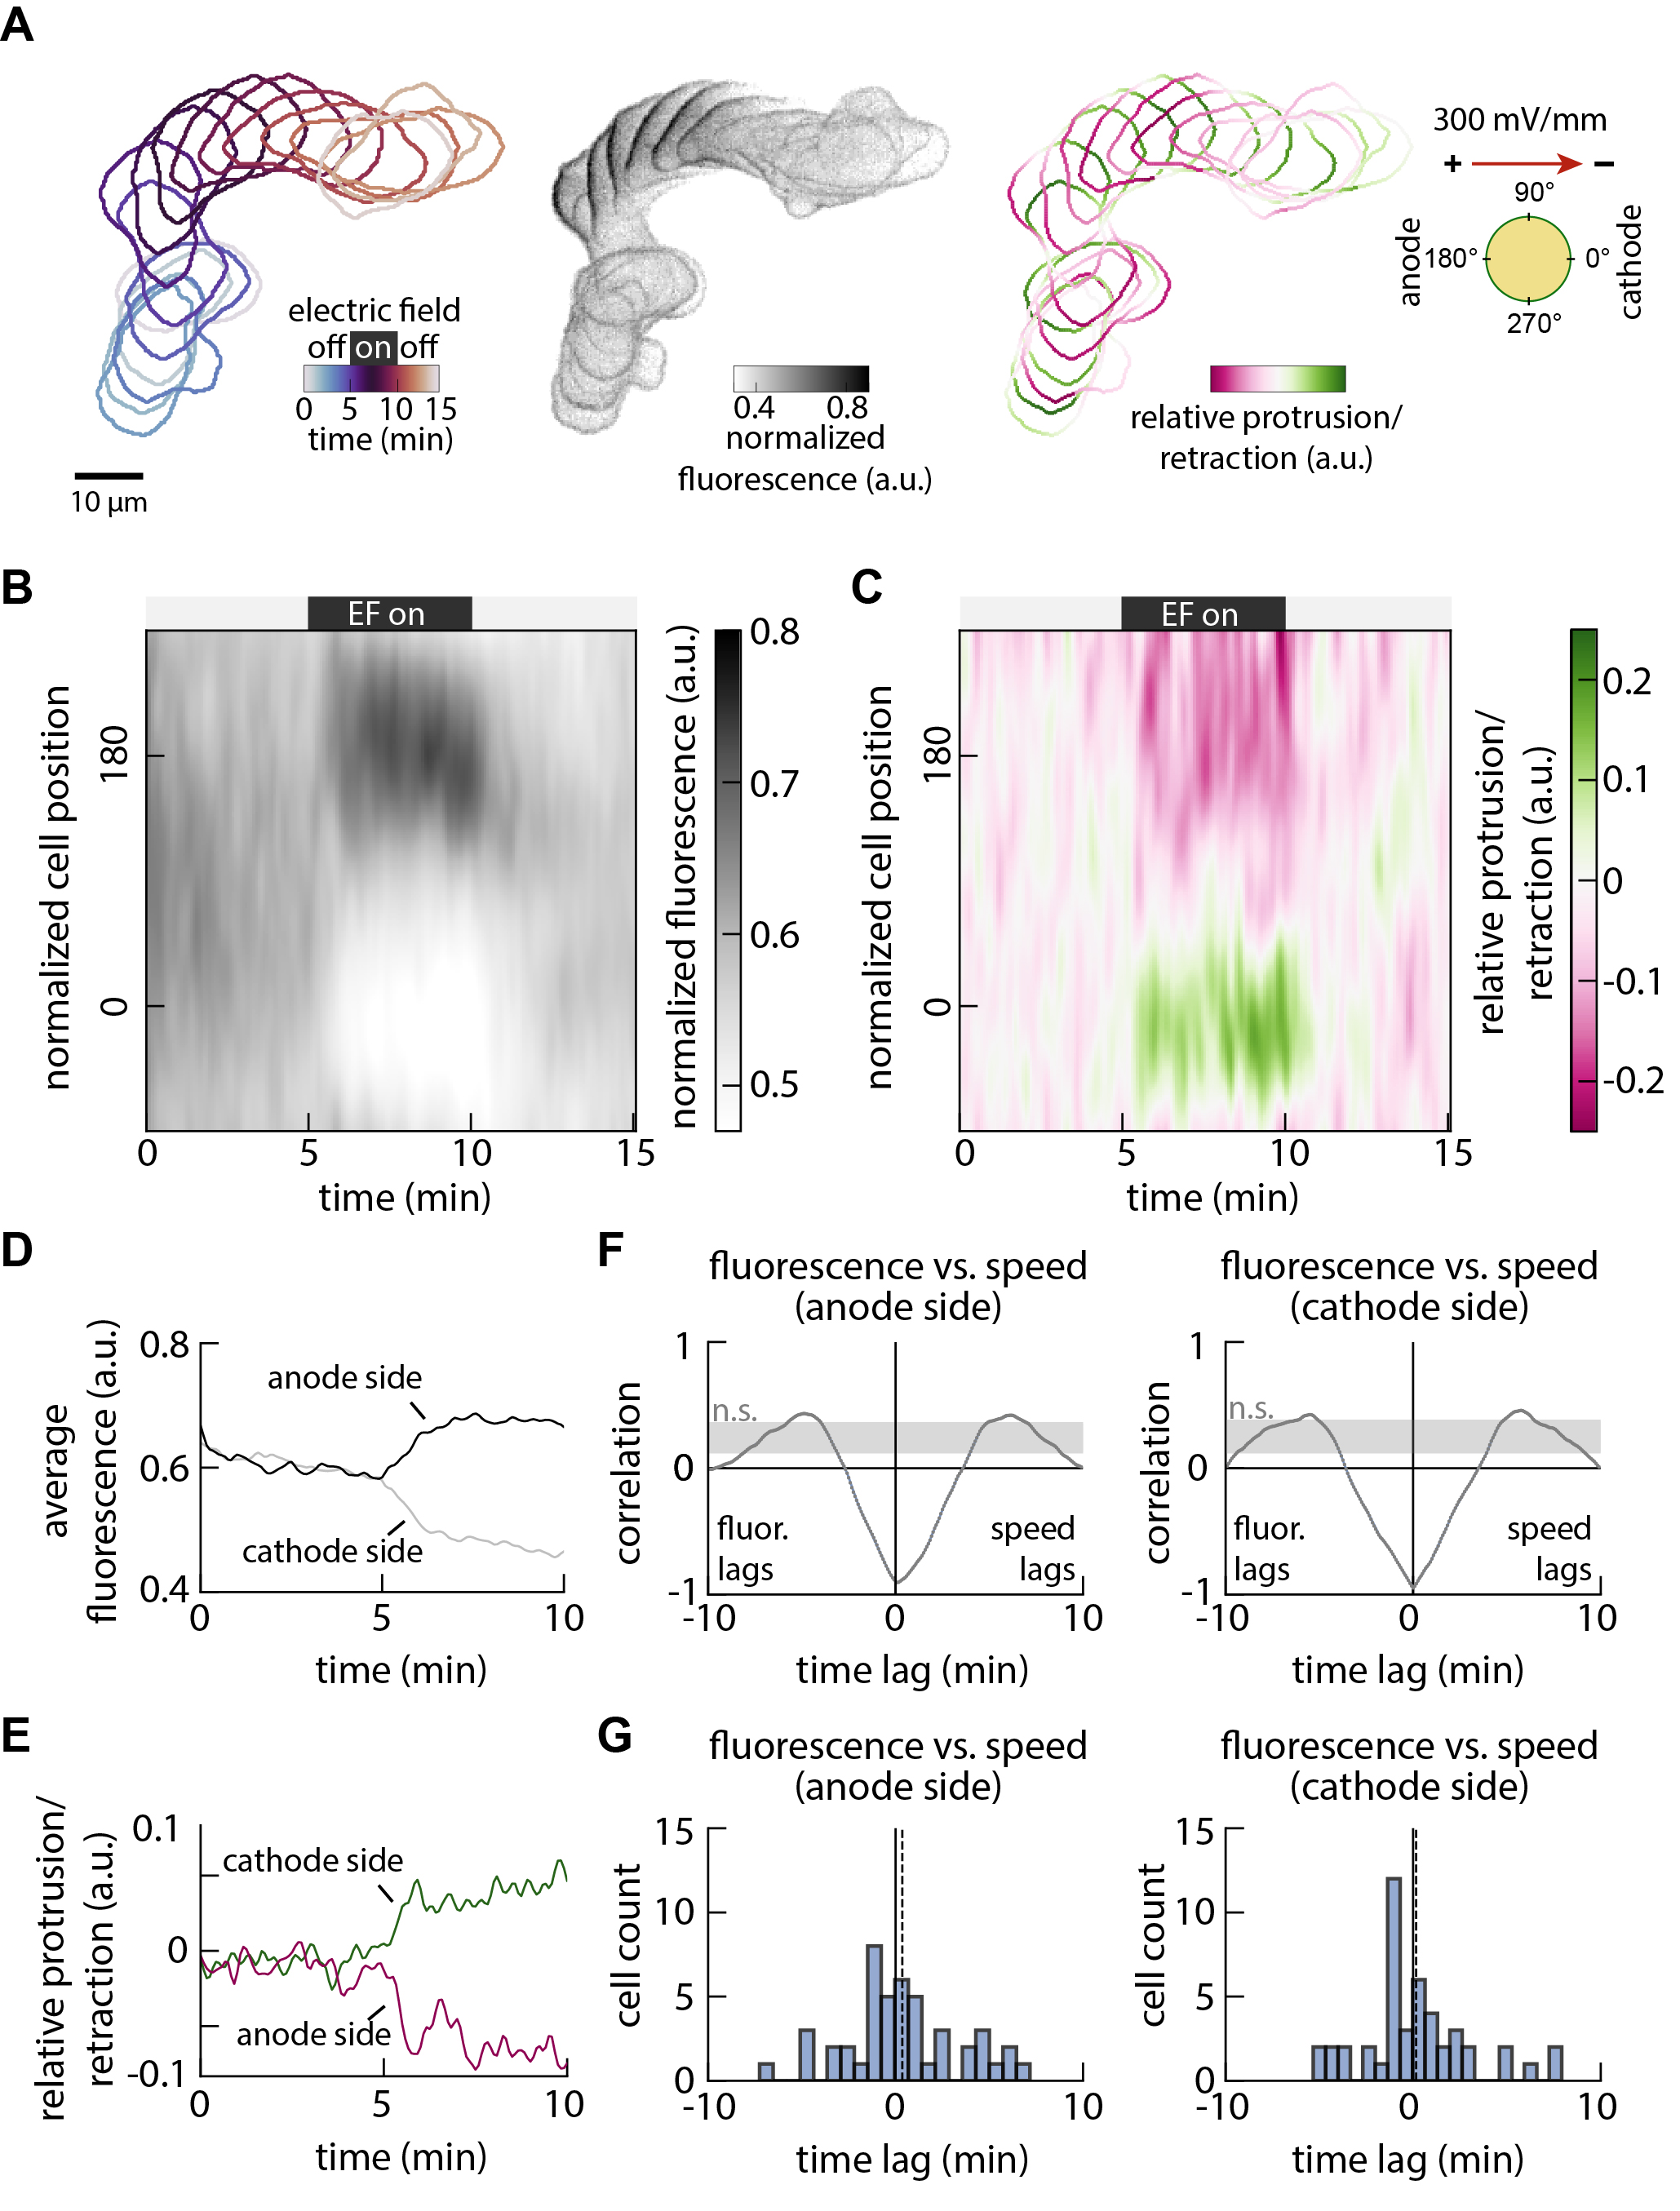 A
electric field
off on off
0 5 10 15
time (min)
10 µm
0.4 0.8
normalized
fluorescence (a.u.)
relative protrusion/
retraction (a.u.)
300 mV/mm
+ −
90°
anode
180°
0°
cathode
270°
B
EF on
normalized cell position
180
0
0 5 10 15
time (min)
normalized fluorescence (a.u.)
0.8
0.7
0.6
0.5
C
EF on
normalized cell position
180
0
0 5 10 15
time (min)
relative protrusion/
retraction (a.u.)
0.2
0.1
0
-0.1
-0.2
D
average
fluorescence (a.u.)
0.8
0.6
0.4
anode side
cathode side
0 5 10
time (min)
F
fluorescence vs. speed
(anode side)
correlation
1
0
-1
n.s.
fluor.
lags
speed
lags
-10 0 10
time lag (min)
fluorescence vs. speed
(cathode side)
correlation
1
0
-1
n.s.
fluor.
lags
speed
lags
-10 0 10
time lag (min)
E
relative protrusion/
retraction (a.u.)
0.1
0
-0.1
cathode side
anode side
0 5 10
time (min)
G
fluorescence vs. speed
(anode side)
cell count
15
10
5
0
-10 0 10
time lag (min)
fluorescence vs. speed
(cathode side)
cell count
15
10
5
0
-10 0 10
time lag (min)